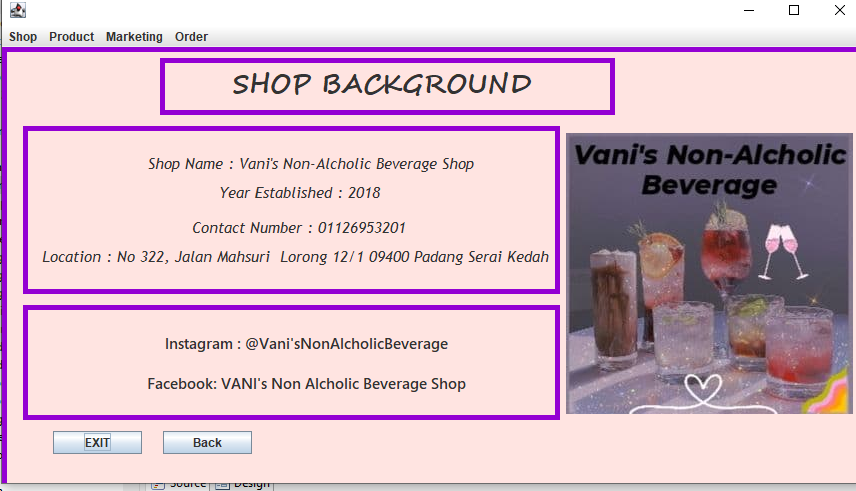 Shop Product Marketing Order
SHOP BACKGROUND
Shop Name : Vani's Non-Alcholic Beverage Shop
Year Established : 2018
Contact Number : 01126953201
Location : No 322, Jalan Mahsuri Lorong 12/1 09400 Padang Serai Kedah
Vani's Non-Alcholic
Beverage
Instagram : @Vani'sNonAlcholicBeverage
Facebook: VANI's Non Alcholic Beverage Shop
EXIT Back
Source Design